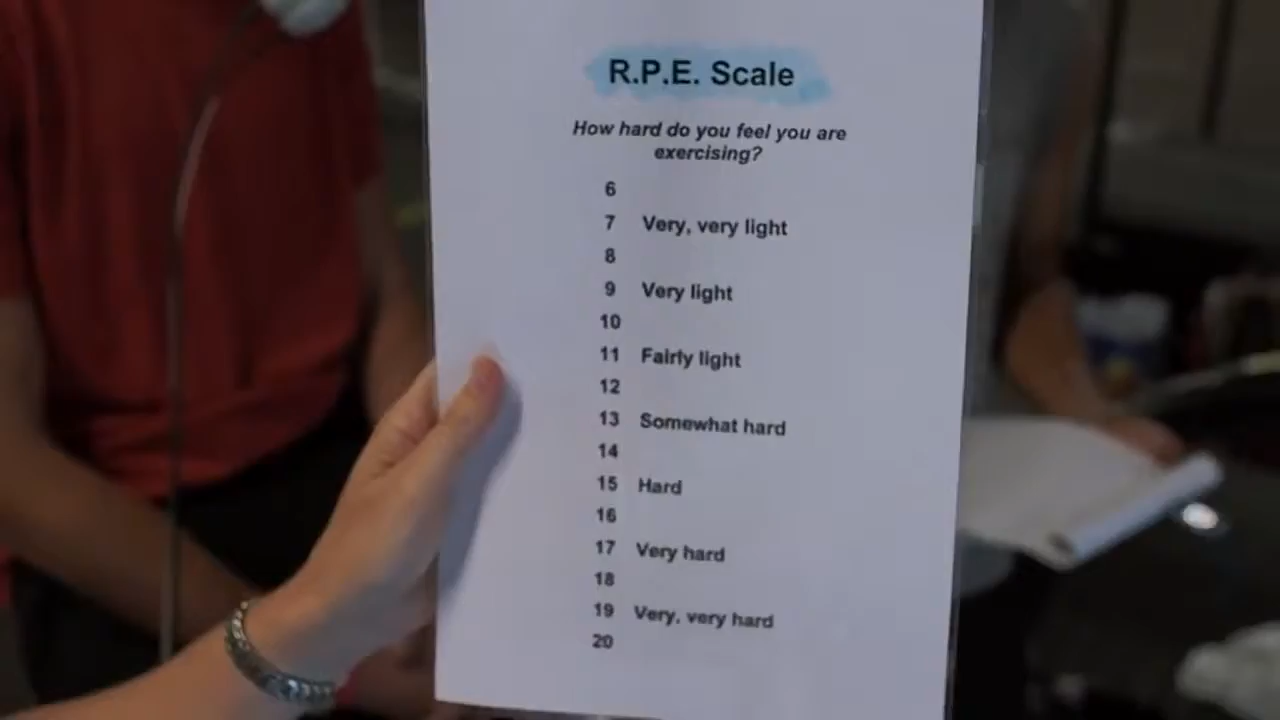 R.P.E. Scale
How hard do you feel you are
exercising?
6
7 Very, very light
8
9 Very light
10
11 Fairly light
12
13 Somewhat hard
14
15 Hard
16
17 Very hard
18
19 Very, very hard
20